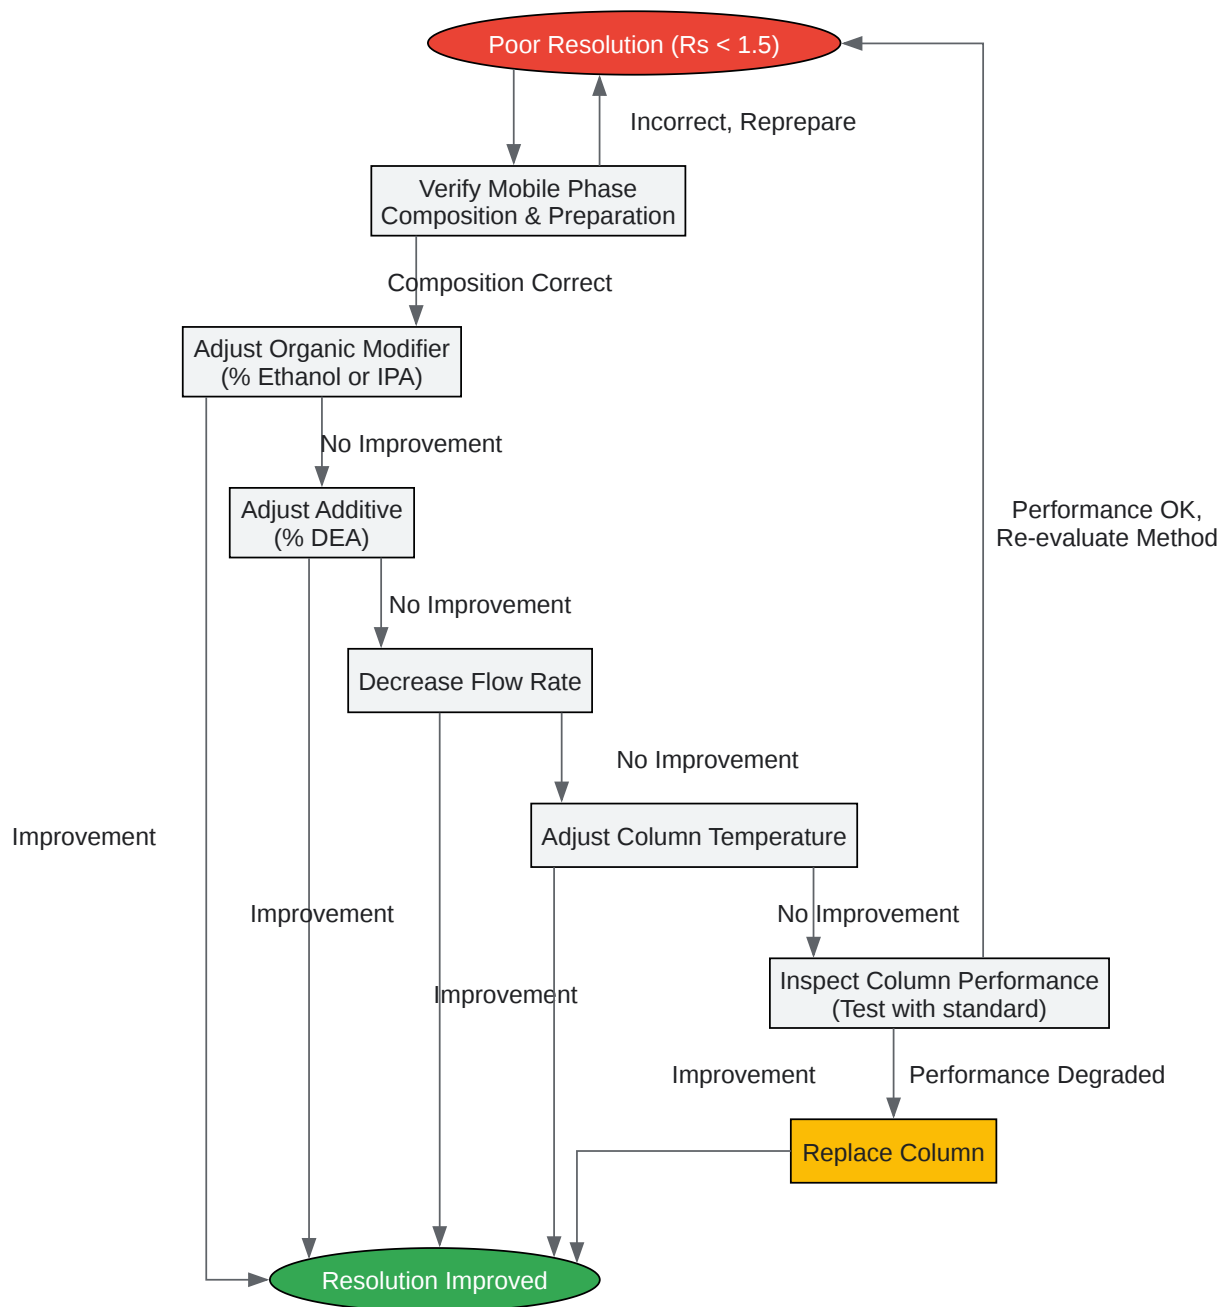 Poor Resolution (Rs < 1.5)
Incorrect, Reprepare
Verify Mobile Phase
Composition & Preparation
Composition Correct
Adjust Organic Modifier
(% Ethanol or IPA)
No Improvement
Adjust Additive
(% DEA)
Performance OK,
Re-evaluate Method
No Improvement
Decrease Flow Rate
No Improvement
Improvement
Adjust Column Temperature
Improvement
No Improvement
Improvement
Inspect Column Performance
(Test with standard)
Improvement
Performance Degraded
Replace Column
Resolution Improved